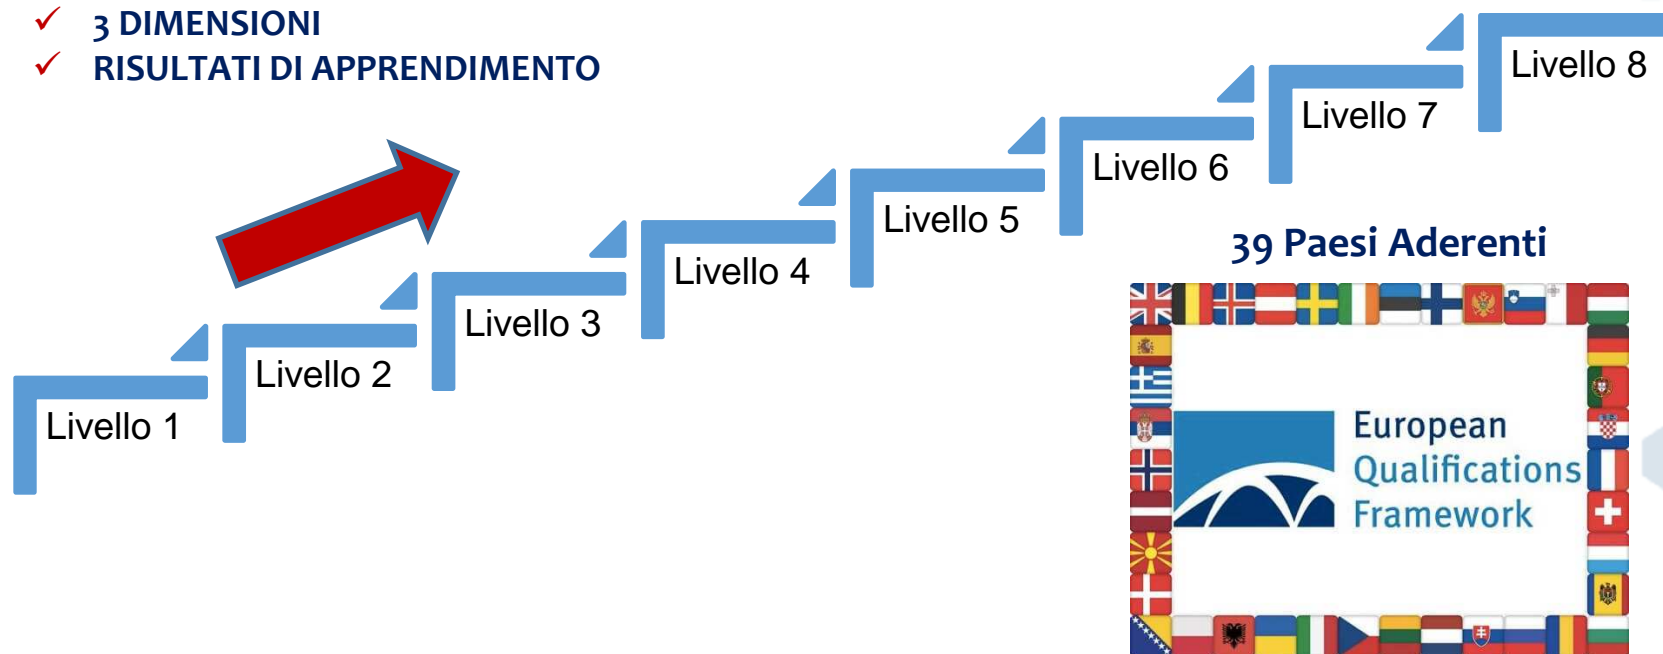 3 DIMENSIONI
RISULTATI DI APPRENDIMENTO
Livello 8
Livello 7
Livello 6
Livello 5
Livello 4
Livello 3
Livello 2
Livello 1
39 Paesi Aderenti
European
Qualifications
Framework